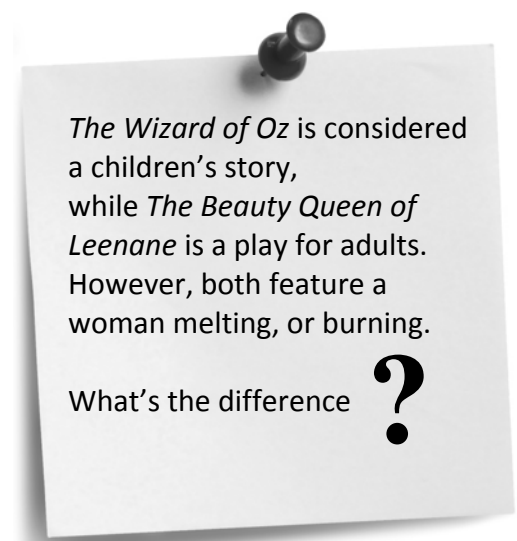 The Wizard of Oz is considered
a children’s story,
while The Beauty Queen of
Leenane is a play for adults.
However, both feature a
woman melting, or burning.
What’s the difference ?